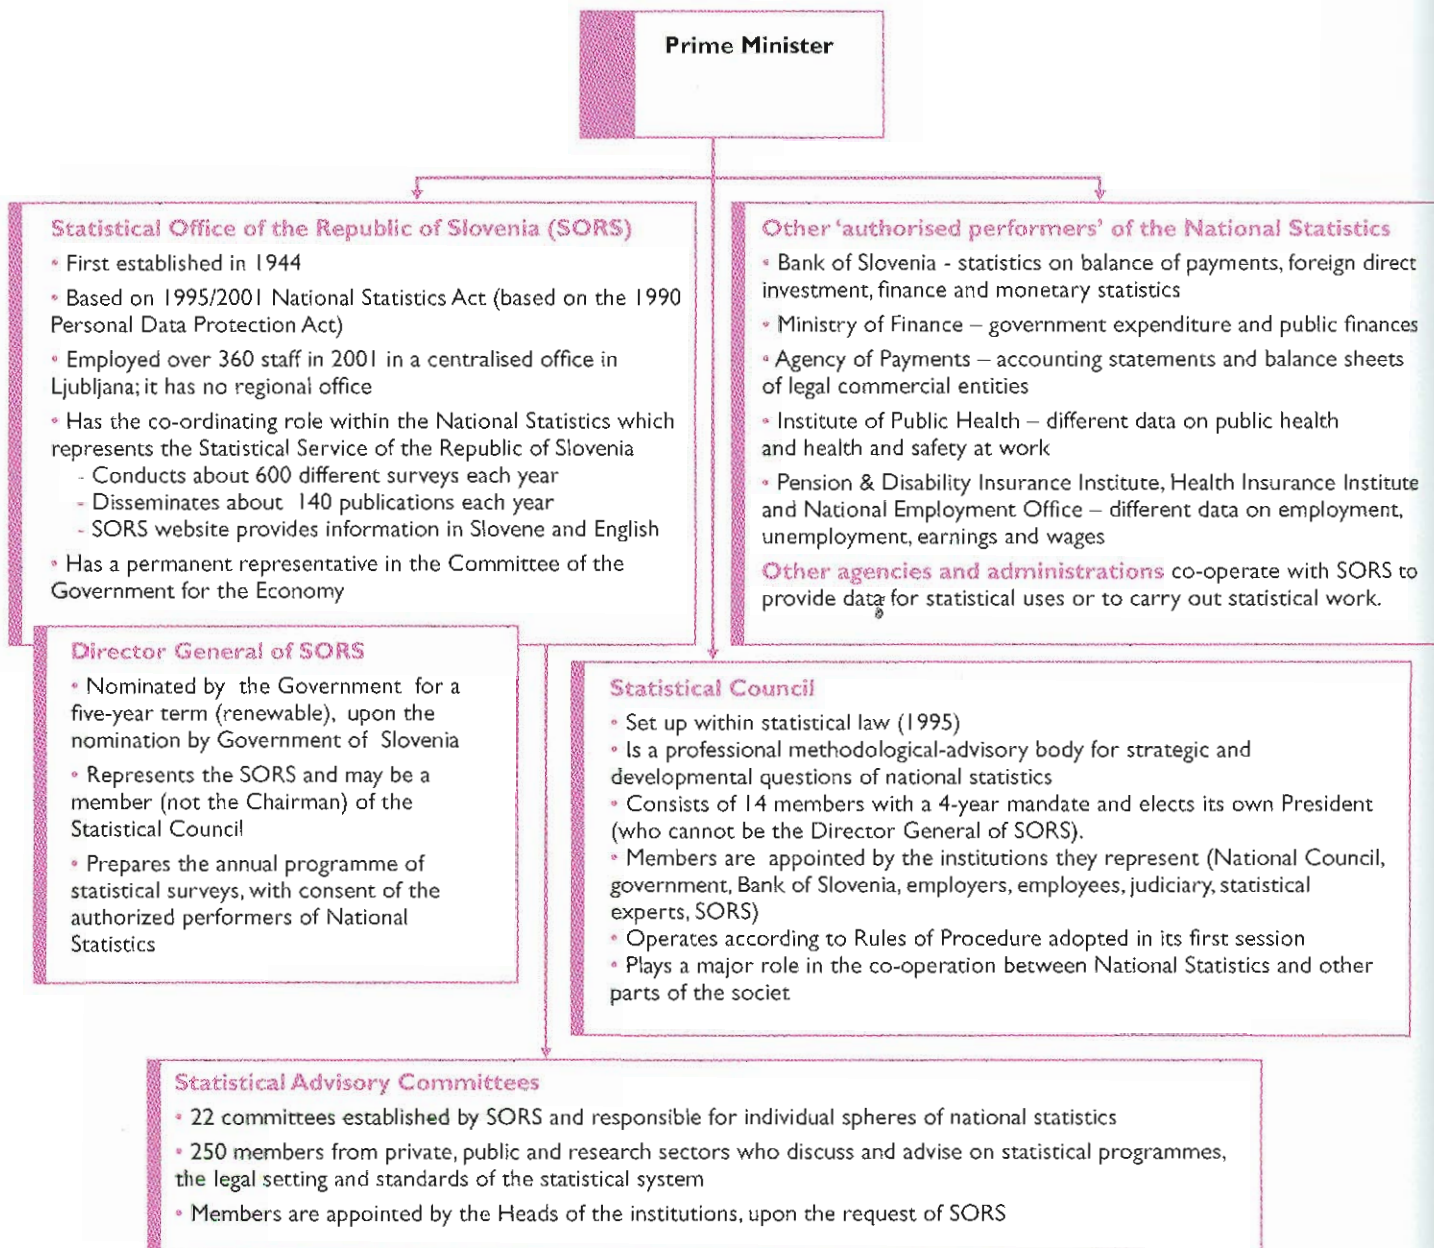 Prime Minister
Statistical Office of the Republic of Slovenia (SORS)
• First established in 1944
• Based on 1995/2001 National Statistics Act (based on the 1990
Personal Data Protection Act)
• Employed over 360 staff in 2001 in a centralised office in
Ljubljana; it has no regional office
• Has the co-ordinating role within the National Statistics which
represents the Statistical Service of the Republic of Slovenia
- Conducts about 600 different surveys each year
- Disseminates about 140 publications each year
- SORS website provides information in Slovene and English
• Has a permanent representative in the Committee of the
Government for the Economy
Other 'authorised performers' of the National Statistics
• Bank of Slovenia - statistics on balance of payments, foreign direct
investment, finance and monetary statistics
• Ministry of Finance – government expenditure and public finances
• Agency of Payments – accounting statements and balance sheets
of legal commercial entities
• Institute of Public Health – different data on public health
and health and safety at work
• Pension & Disability Insurance Institute, Health Insurance Institute
and National Employment Office – different data on employment,
unemployment, earnings and wages
Other agencies and administrations co-operate with SORS to
provide data for statistical uses or to carry out statistical work.
Director General of SORS
• Nominated by the Government for a
five-year term (renewable), upon the
nomination by Government of Slovenia
• Represents the SORS and may be a
member (not the Chairman) of the
Statistical Council
• Prepares the annual programme of
statistical surveys, with consent of the
authorized performers of National
Statistics
Statistical Council
• Set up within statistical law (1995)
• Is a professional methodological-advisory body for strategic and
developmental questions of national statistics
• Consists of 14 members with a 4-year mandate and elects its own President
(who cannot be the Director General of SORS).
• Members are appointed by the institutions they represent (National Council,
government, Bank of Slovenia, employers, employees, judiciary, statistical
experts, SORS)
• Operates according to Rules of Procedure adopted in its first session
• Plays a major role in the co-operation between National Statistics and other
parts of the societ
Statistical Advisory Committees
• 22 committees established by SORS and responsible for individual spheres of national statistics
• 250 members from private, public and research sectors who discuss and advise on statistical programmes,
the legal setting and standards of the statistical system
• Members are appointed by the Heads of the institutions, upon the request of SORS